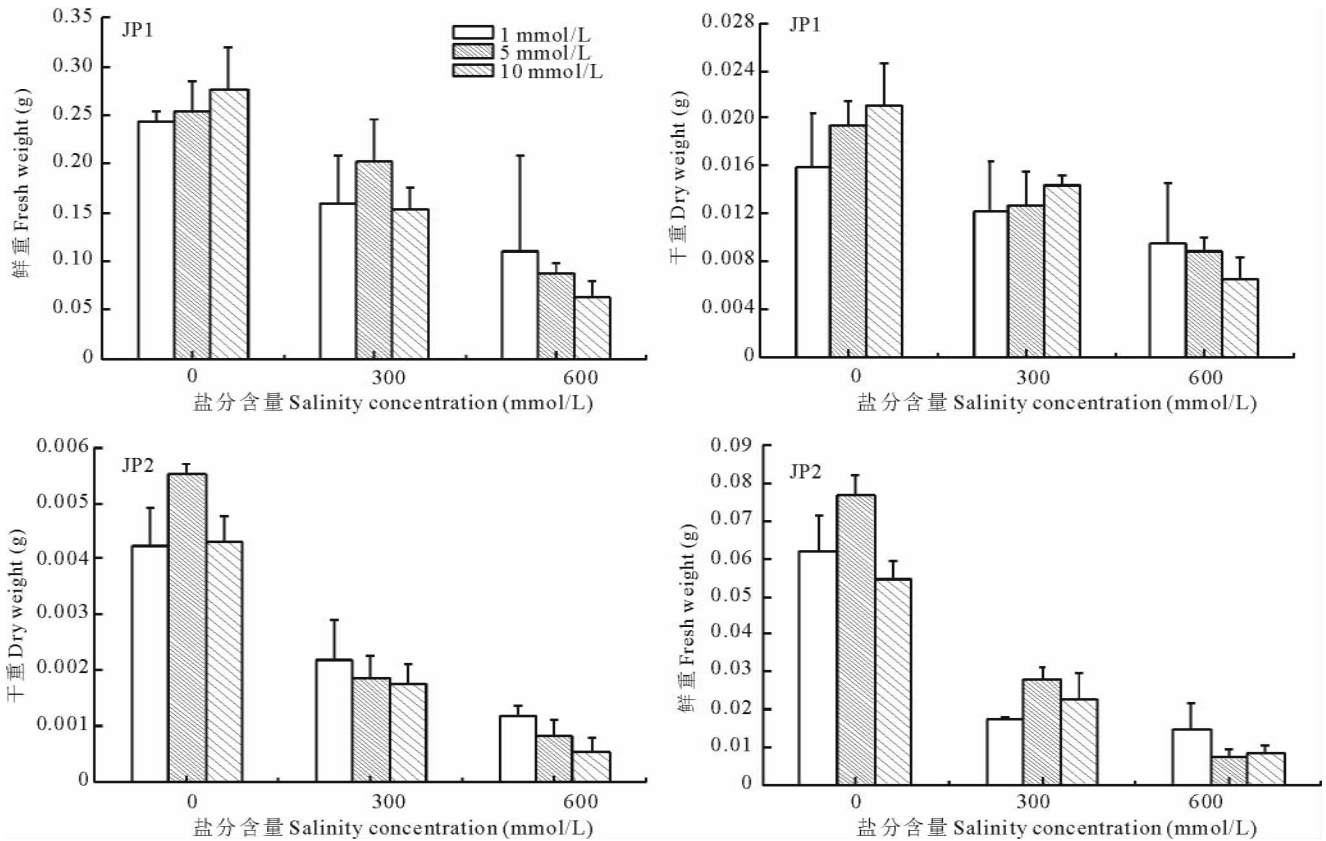 JP1
1 mmol/L
5 mmol/L
10 mmol/L
0.35
0.30
0.25
0.20
0.15
0.10
0.05
0
鲜重 Fresh weight (g)
0 300 600
盐分含量 Salinity concentration (mmol/L)
JP1
0.028
0.024
0.020
0.016
0.012
0.008
0.004
0
干重 Dry weight (g)
0 300 600
盐分含量 Salinity concentration (mmol/L)
JP2
0.006
0.005
0.004
0.003
0.002
0.001
0
干重 Dry weight (g)
0 300 600
盐分含量 Salinity concentration (mmol/L)
JP2
0.09
0.08
0.07
0.06
0.05
0.04
0.03
0.02
0.01
0
鲜重 Fresh weight (g)
0 300 600
盐分含量 Salinity concentration (mmol/L)